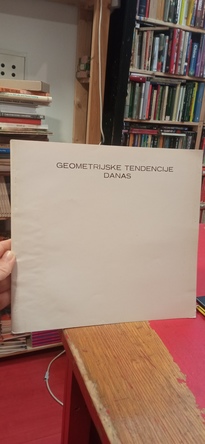 GEOMETRIJSKE TENDENCIJE
DANAS